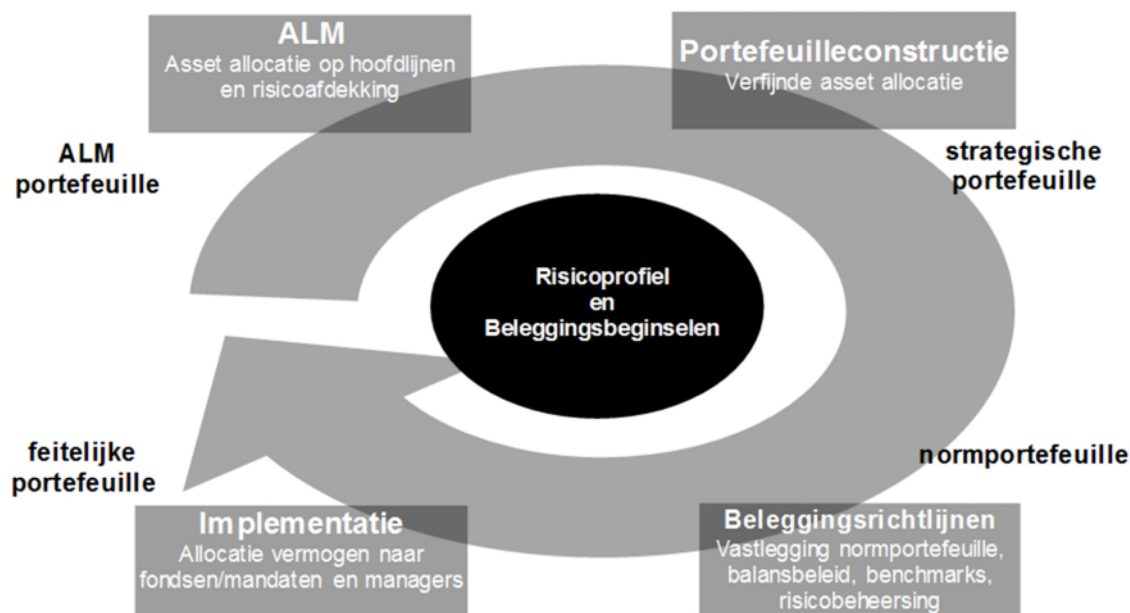 ALM
Asset allocatie op hoofdlijnen
en risicoafdekking
Portefeuilleconstructie
Verfijnde asset allocatie
ALM
portefeuille
strategische
portefeuille
Risicoprofiel
en
Beleggingsbeginselen
feitelijke
portefeuille
normportefeuille
Implementatie
Allocatie vermogen naar
fondsen/mandaten en managers
Beleggingsrichtlijnen
Vastlegging normportefeuille,
balansbeleid, benchmarks,
risicobeheersing